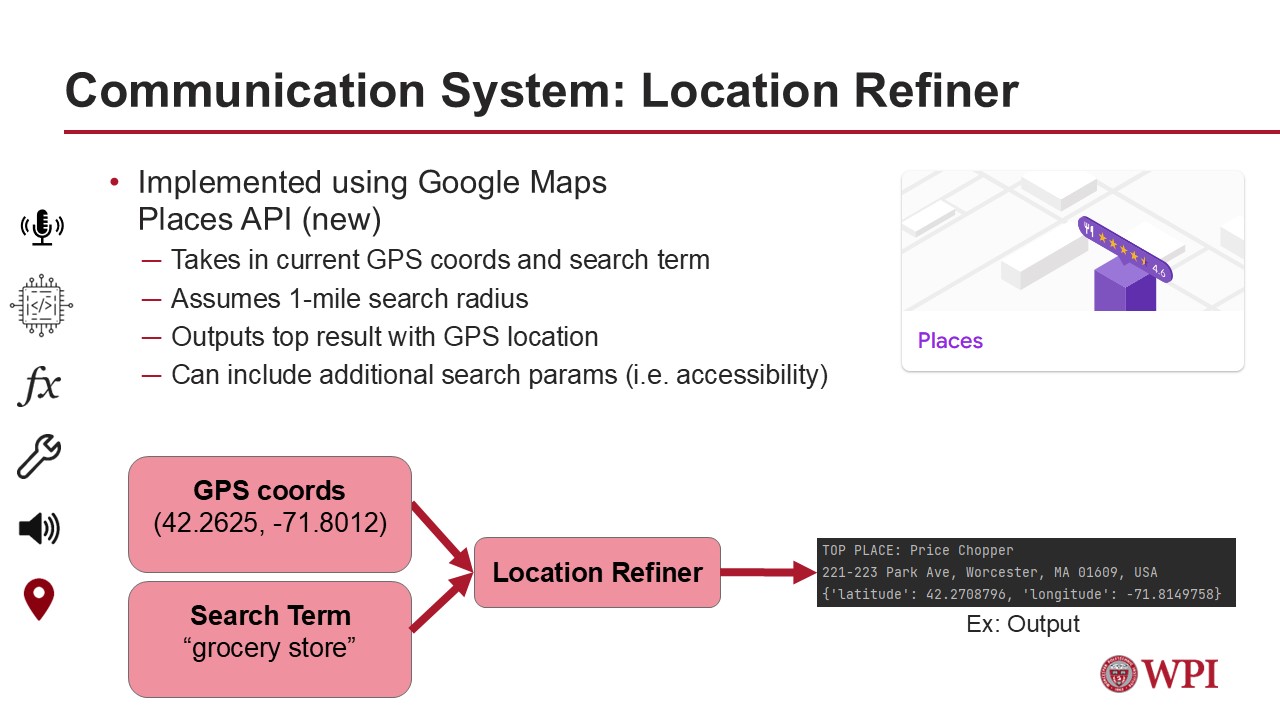 Communication System: Location Refiner
• Implemented using Google Maps
Places API (new)
— Takes in current GPS coords and search term
— Assumes 1-mile search radius
— Outputs top result with GPS location
— Can include additional search params (i.e. accessibility)
4.6
Places
</>
fx
GPS coords
(42.2625, -71.8012)
Search Term
“grocery store”
Location Refiner
TOP PLACE: Price Chopper
221-223 Park Ave, Worcester, MA 01609, USA
{'latitude': 42.2708796, 'longitude': -71.8149758}
Ex: Output
WPI